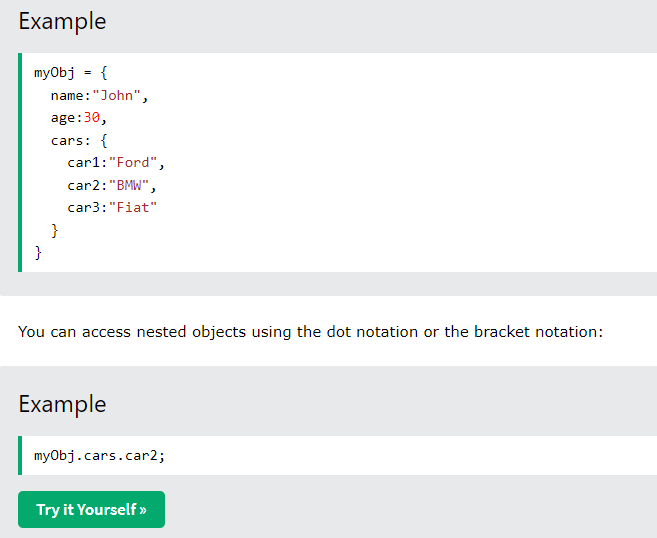 Example
myObj = {
  name:"John",
  age:30,
  cars: {
    car1:"Ford",
    car2:"BMW",
    car3:"Fiat"
  }
}
You can access nested objects using the dot notation or the bracket notation:
Example
myObj.cars.car2;
Try it Yourself »